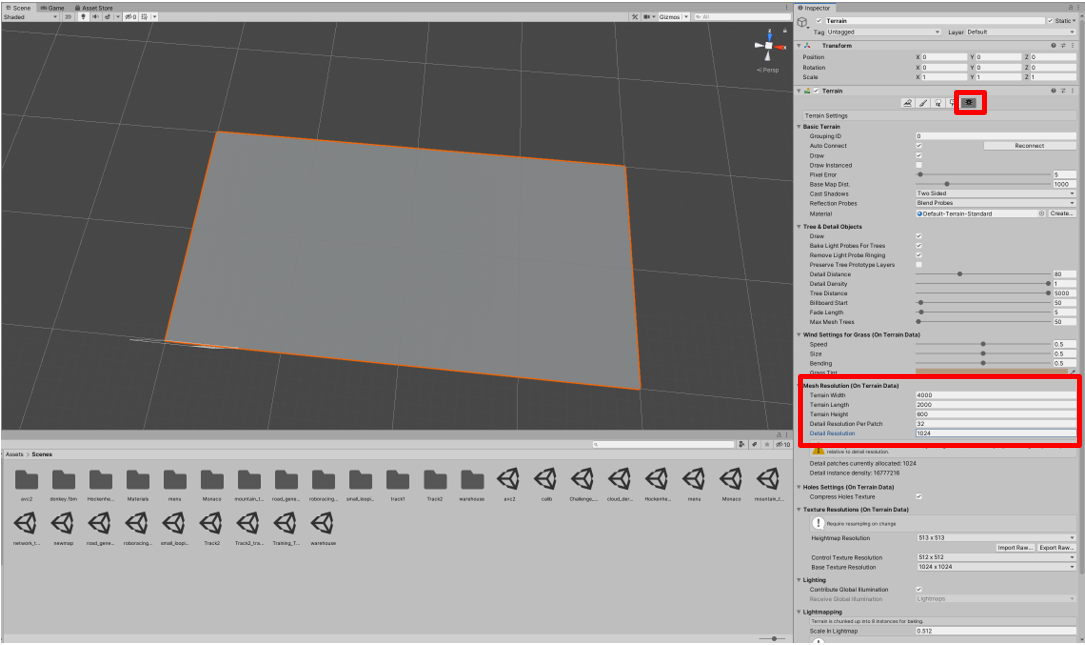 Scene Game Asset Store
Shaded 2D 0 Gizmos All
< Persp
Inspector
Terrain Static
Tag Untagged Layer Default
Transform
Position X 0 Y 0 Z 0
Rotation X 0 Y 0 Z 0
Scale X 1 Y 1 Z 1
Terrain
Terrain Settings
Basic Terrain
Grouping ID 0
Auto Connect Reconnect
Draw
Draw Instanced
Pixel Error 5
Base Map Dist. 1000
Cast Shadows Two Sided
Reflection Probes Blend Probes
Material Default-Terrain-Standard Create...
Tree & Detail Objects
Draw
Bake Light Probes For Trees
Remove Light Probe Ringing
Preserve Tree Prototype Layers
Detail Distance 80
Detail Density 1
Tree Distance 5000
Billboard Start 50
Fade Length 5
Max Mesh Trees 50
Wind Settings for Grass (On Terrain Data)
Speed 0.5
Size 0.5
Bending 0.5
Grass Tint
Mesh Resolution (On Terrain Data)
Terrain Width 4000
Terrain Length 2000
Terrain Height 600
Detail Resolution Per Patch 32
Detail Resolution 1024
relative to detail resolution.
Detail patches currently allocated: 1024
Detail instance density: 16777216
Holes Settings (On Terrain Data)
Compress Holes Texture
Texture Resolutions (On Terrain Data)
Require resampling on change
Heightmap Resolution 513 x 513
Import Raw... Export Raw...
Control Texture Resolution 512 x 512
Base Texture Resolution 1024 x 1024
Lighting
Contribute Global Illumination
Receive Global Illumination Lightmaps
Lightmapping
Terrain is chunked up into 8 instances for baking.
Scale In Lightmap 0.512
10
Assets > Scenes
avc2 donkey.fbm Hockenhe... Materials menu Monaco mountain_t... road_gene... roboracing... small_loopi... track1 Track2 warehouse avc2 calib Challenge_... cloud_dar... Hockenhe... menu Monaco mountain_t...
network_t... newmap road_gene... roboracing... small_loopi... Track2 Track2_tra... Training_T... warehouse